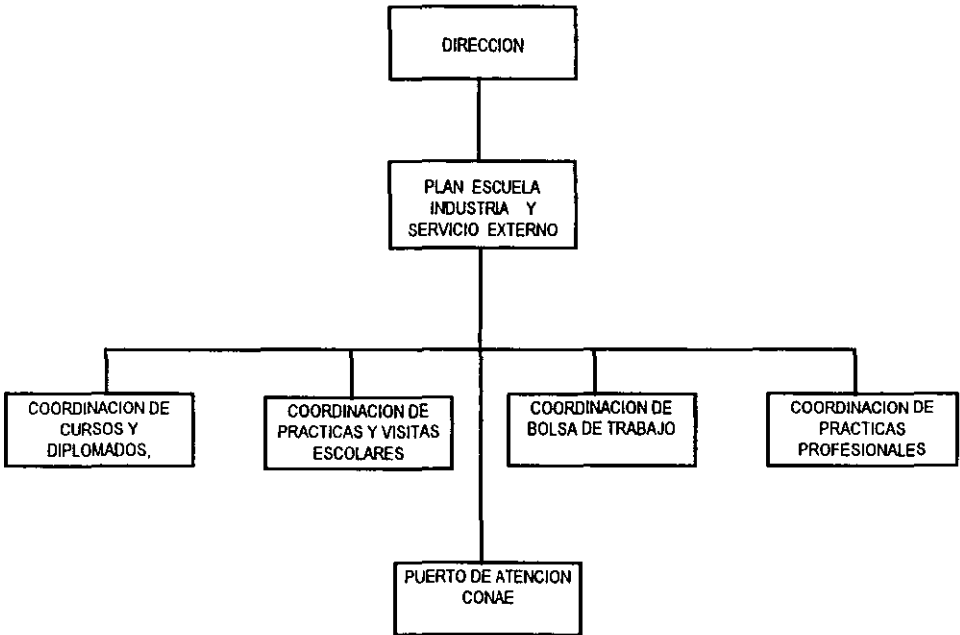 DIRECCION
PLAN ESCUELA
INDUSTRIA Y
SERVICIO EXTERNO
COORDINACION DE
CURSOS Y
DIPLOMADOS,
COORDINACION DE
PRACTICAS Y VISITAS
ESCOLARES
COORDINACION DE
BOLSA DE TRABAJO
COORDINACION DE
PRACTICAS
PROFESIONALES
PUERTO DE ATENCION
CONAE